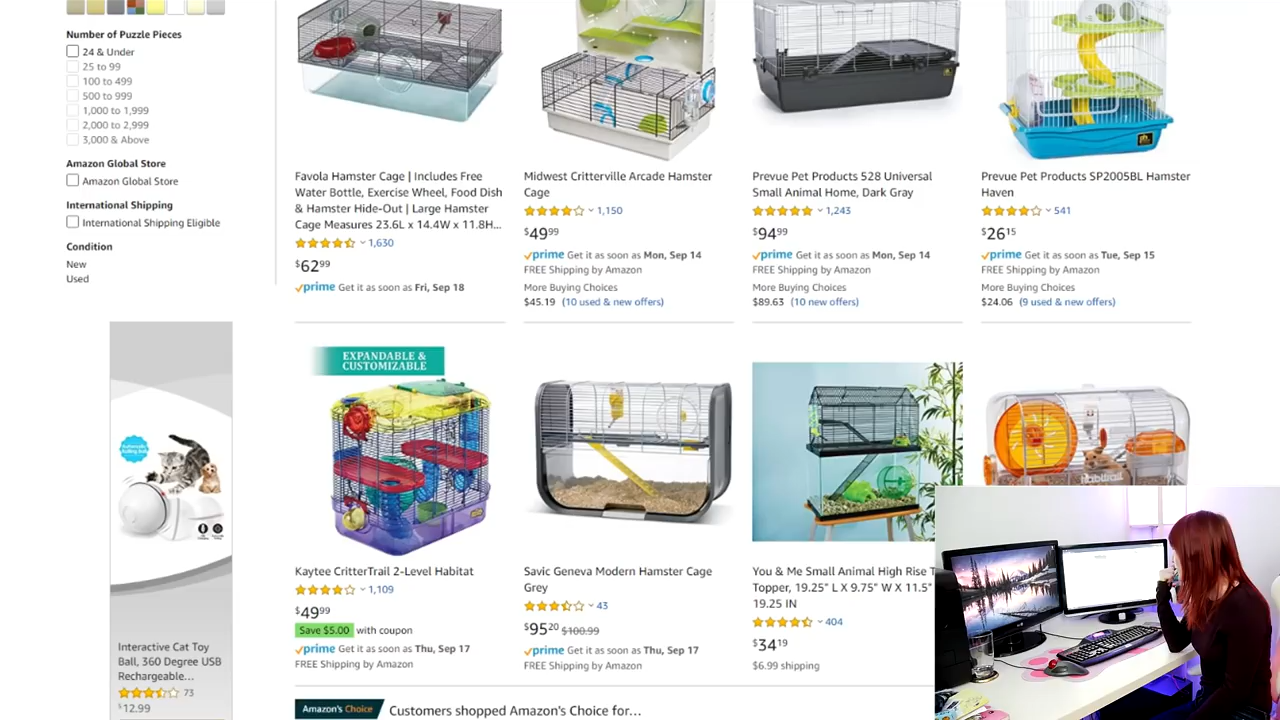 Number of Puzzle Pieces
24 & Under
25 to 99
100 to 499
500 to 999
1,000 to 1,999
2,000 to 2,999
3,000 & Above
Amazon Global Store
Amazon Global Store
International Shipping
International Shipping Eligible
Condition
New
Used
Favola Hamster Cage | Includes Free
Water Bottle, Exercise Wheel, Food Dish
& Hamster Hide-Out | Large Hamster
Cage Measures 23.6L x 14.4W x 11.8H...
1,630
$62.99
prime Get it as soon as Fri, Sep 18
Midwest Critterville Arcade Hamster
Cage
1,150
$49.99
prime Get it as soon as Mon, Sep 14
FREE Shipping by Amazon
More Buying Choices
$45.19 (10 used & new offers)
Prevue Pet Products 528 Universal
Small Animal Home, Dark Gray
1,243
$94.99
prime Get it as soon as Mon, Sep 14
FREE Shipping by Amazon
More Buying Choices
$89.63 (10 new offers)
Prevue Pet Products SP2005BL Hamster
Haven
541
$26.15
prime Get it as soon as Tue, Sep 15
FREE Shipping by Amazon
More Buying Choices
$24.06 (9 used & new offers)
Interactive Cat Toy
Ball, 360 Degree USB
Rechargeable...
73
$12.99
EXPANDABLE &
CUSTOMIZABLE
Kaytee CritterTrail 2-Level Habitat
1,109
$49.99
Save $5.00 with coupon
prime Get it as soon as Thu, Sep 17
FREE Shipping by Amazon
Savic Geneva Modern Hamster Cage
Grey
43
$95.20 $100.99
prime Get it as soon as Thu, Sep 17
FREE Shipping by Amazon
You & Me Small Animal High Rise T
Topper, 19.25" L X 9.75" W X 11.5"
19.25 IN
404
$34.19
$6.99 shipping
Habitrail
Amazon's Choice Customers shopped Amazon's Choice for...